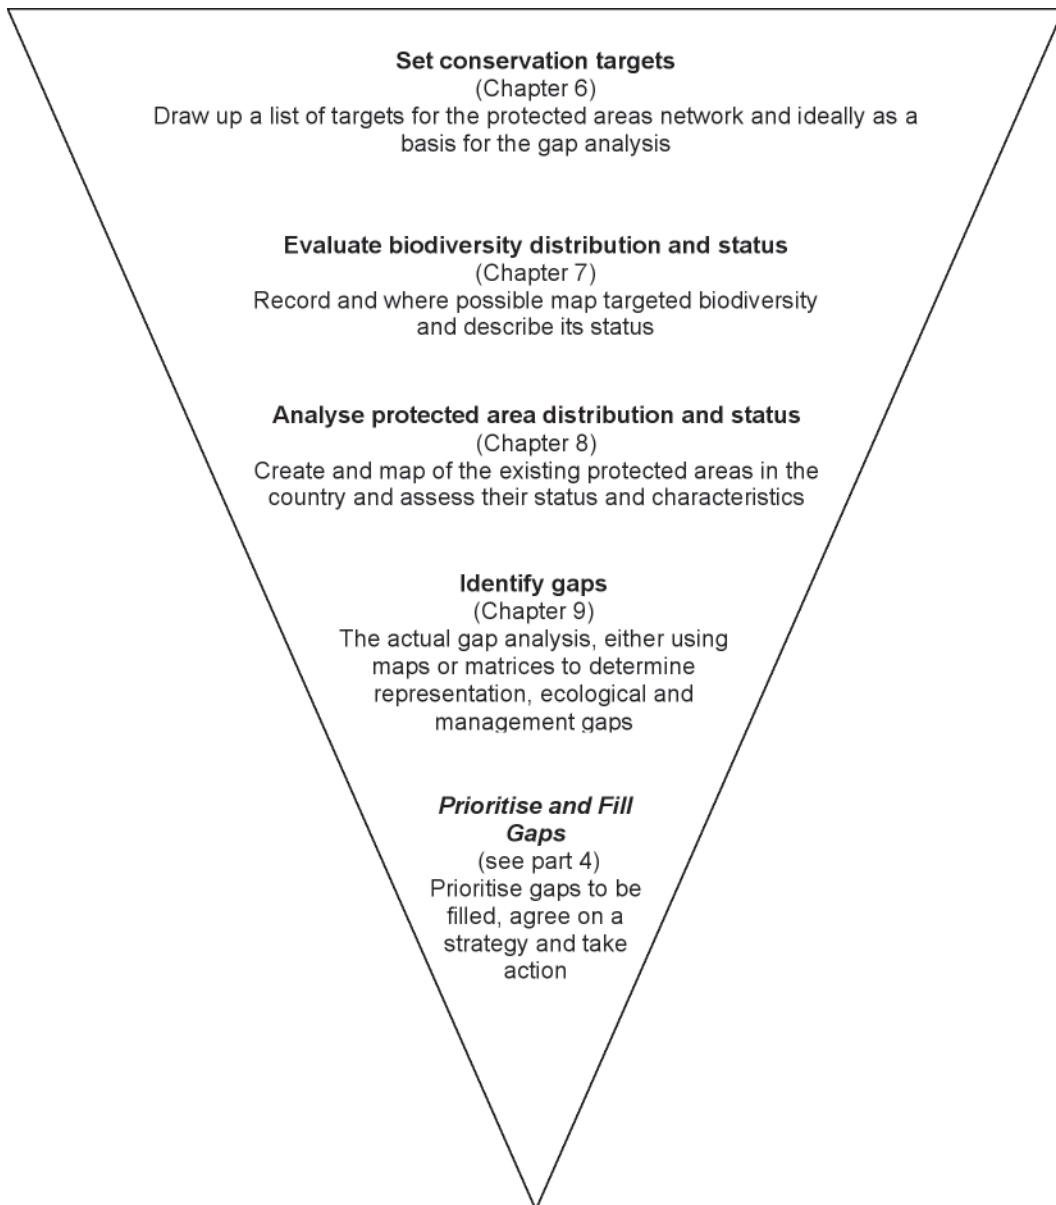 Set conservation targets
(Chapter 6)
Draw up a list of targets for the protected areas network and ideally as a
basis for the gap analysis
Evaluate biodiversity distribution and status
(Chapter 7)
Record and where possible map targeted biodiversity
and describe its status
Analyse protected area distribution and status
(Chapter 8)
Create and map of the existing protected areas in the
country and assess their status and characteristics
Identify gaps
(Chapter 9)
The actual gap analysis, either using
maps or matrices to determine
representation, ecological and
management gaps
Prioritise and Fill
Gaps
(see part 4)
Prioritise gaps to be
filled, agree on a
strategy and take
action